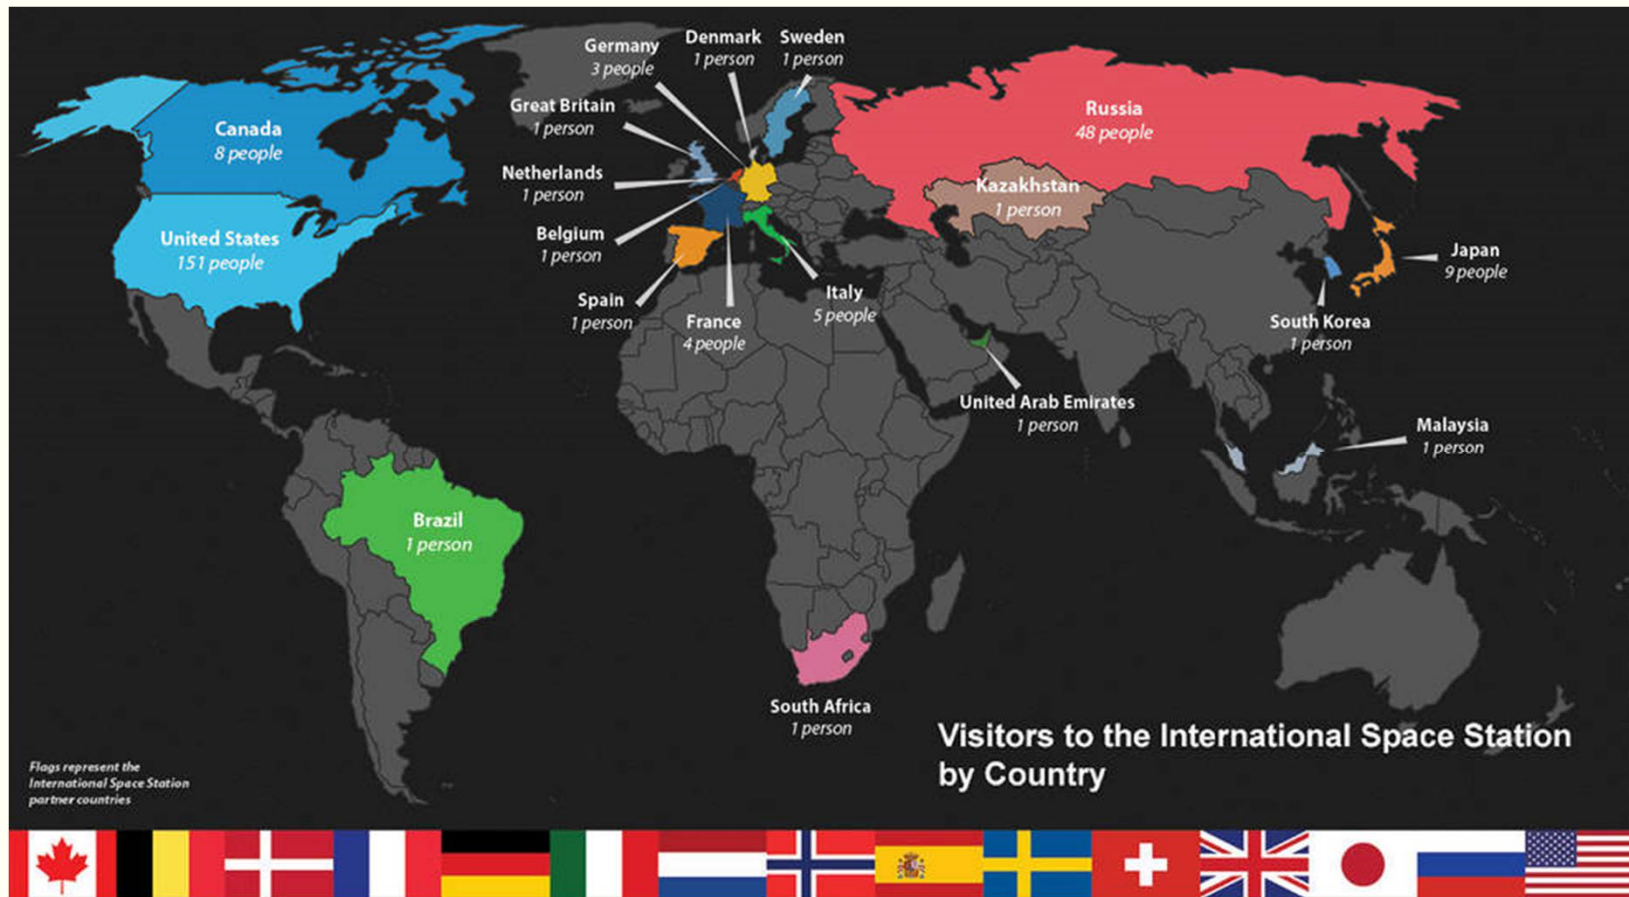 Germany
3 people
Denmark
1 person
Sweden
1 person
Great Britain
1 person
Canada
8 people
Russia
48 people
Netherlands
1 person
Kazakhstan
1 person
United States
151 people
Belgium
1 person
Japan
9 people
Spain
1 person
Italy
5 people
France
4 people
South Korea
1 person
United Arab Emirates
1 person
Malaysia
1 person
Brazil
1 person
South Africa
1 person
Visitors to the International Space Station
by Country
Flags represent the
International Space Station
partner countries